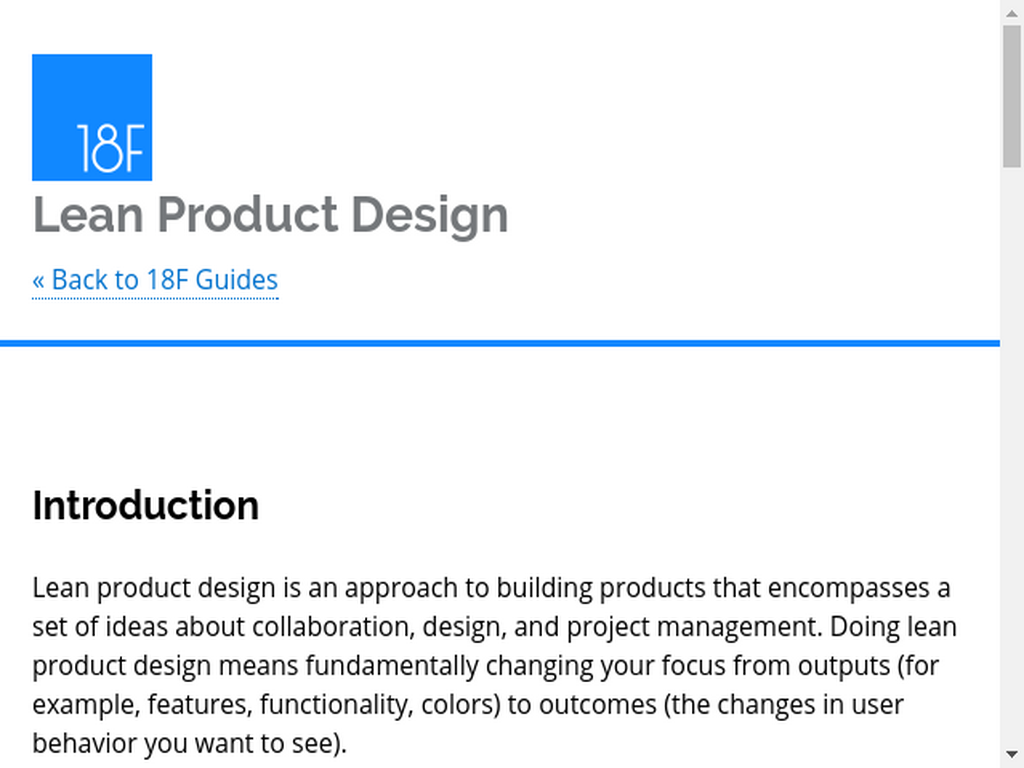 18F
Lean Product Design
« Back to 18F Guides
Introduction
Lean product design is an approach to building products that encompasses a
set of ideas about collaboration, design, and project management. Doing lean
product design means fundamentally changing your focus from outputs (for
example, features, functionality, colors) to outcomes (the changes in user
behavior you want to see).